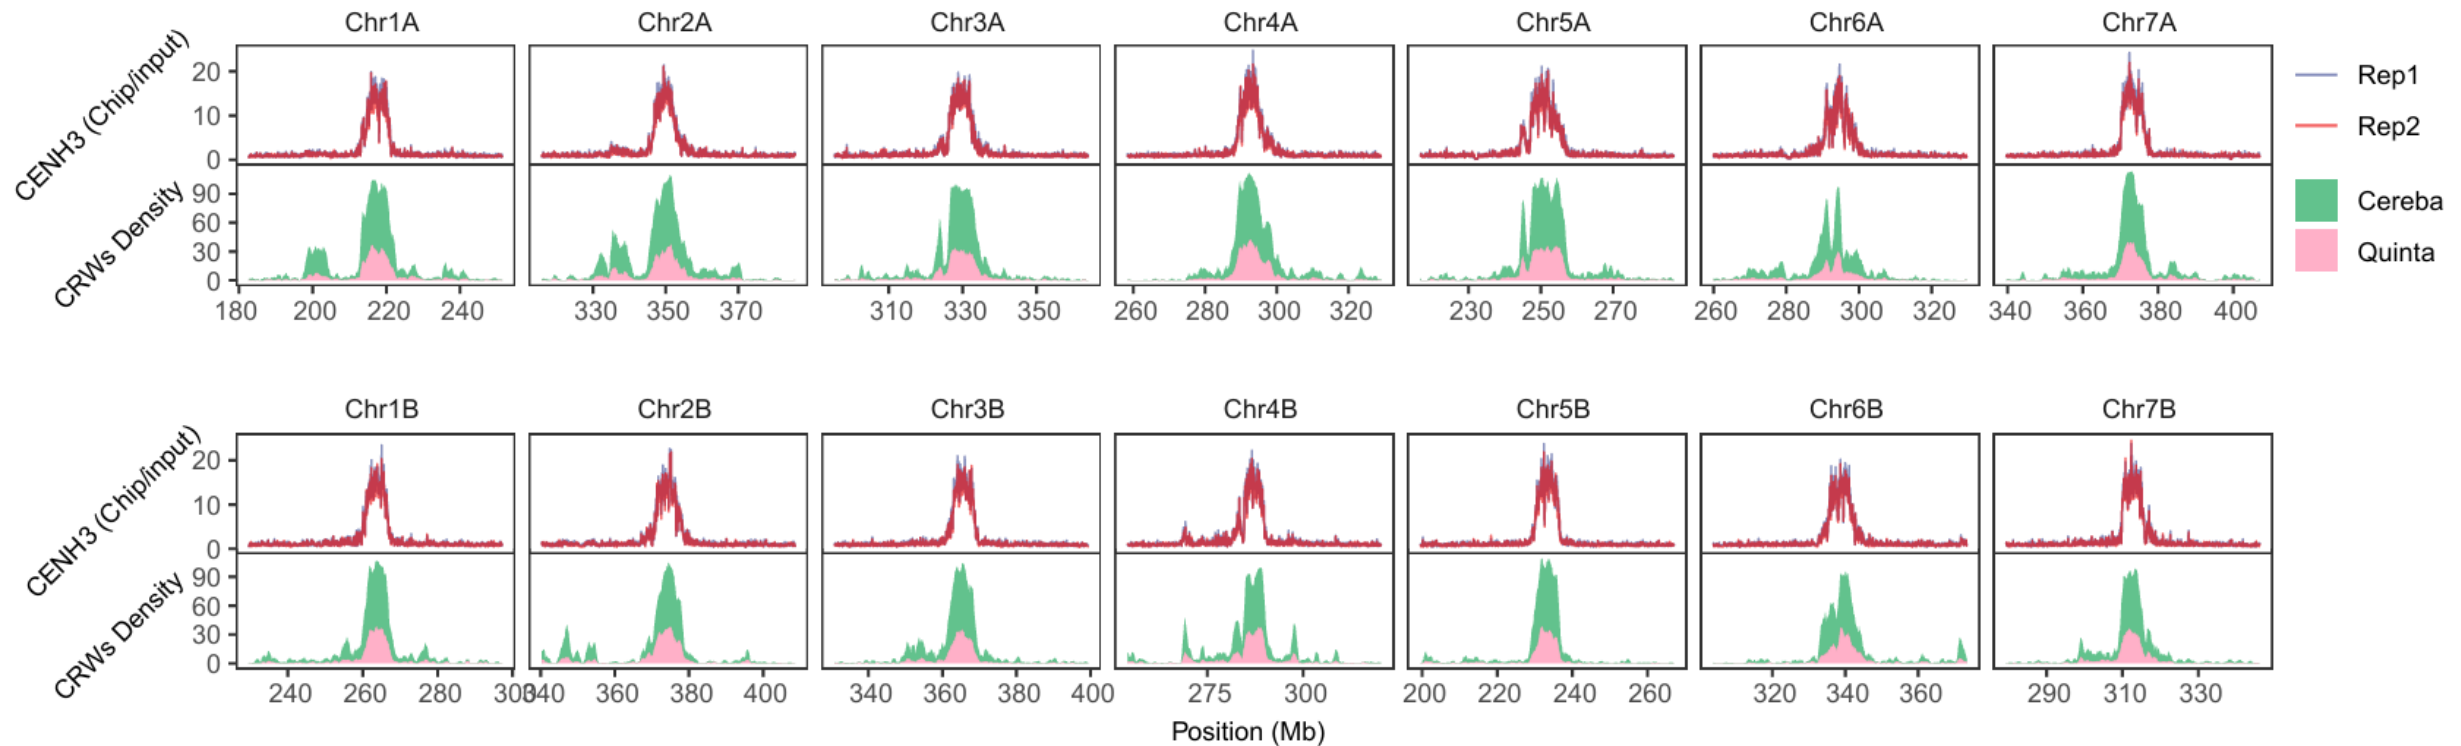 Chr1A Chr2A Chr3A Chr4A Chr5A Chr6A Chr7A
CENH3 (Chip/input)
20
10
0
CRWs Density
90
60
30
0
180 200 220 240 330 350 370 310 330 350 260 280 300 320 230 250 270 260 280 300 320 340 360 380 400
Rep1
Rep2
Cereba
Quinta
Chr1B Chr2B Chr3B Chr4B Chr5B Chr6B Chr7B
CENH3 (Chip/input)
20
10
0
CRWs Density
90
60
30
0
240 260 280 300 340 360 380 400 340 360 380 400 275 300 200 220 240 260 320 340 360 290 310 330
Position (Mb)